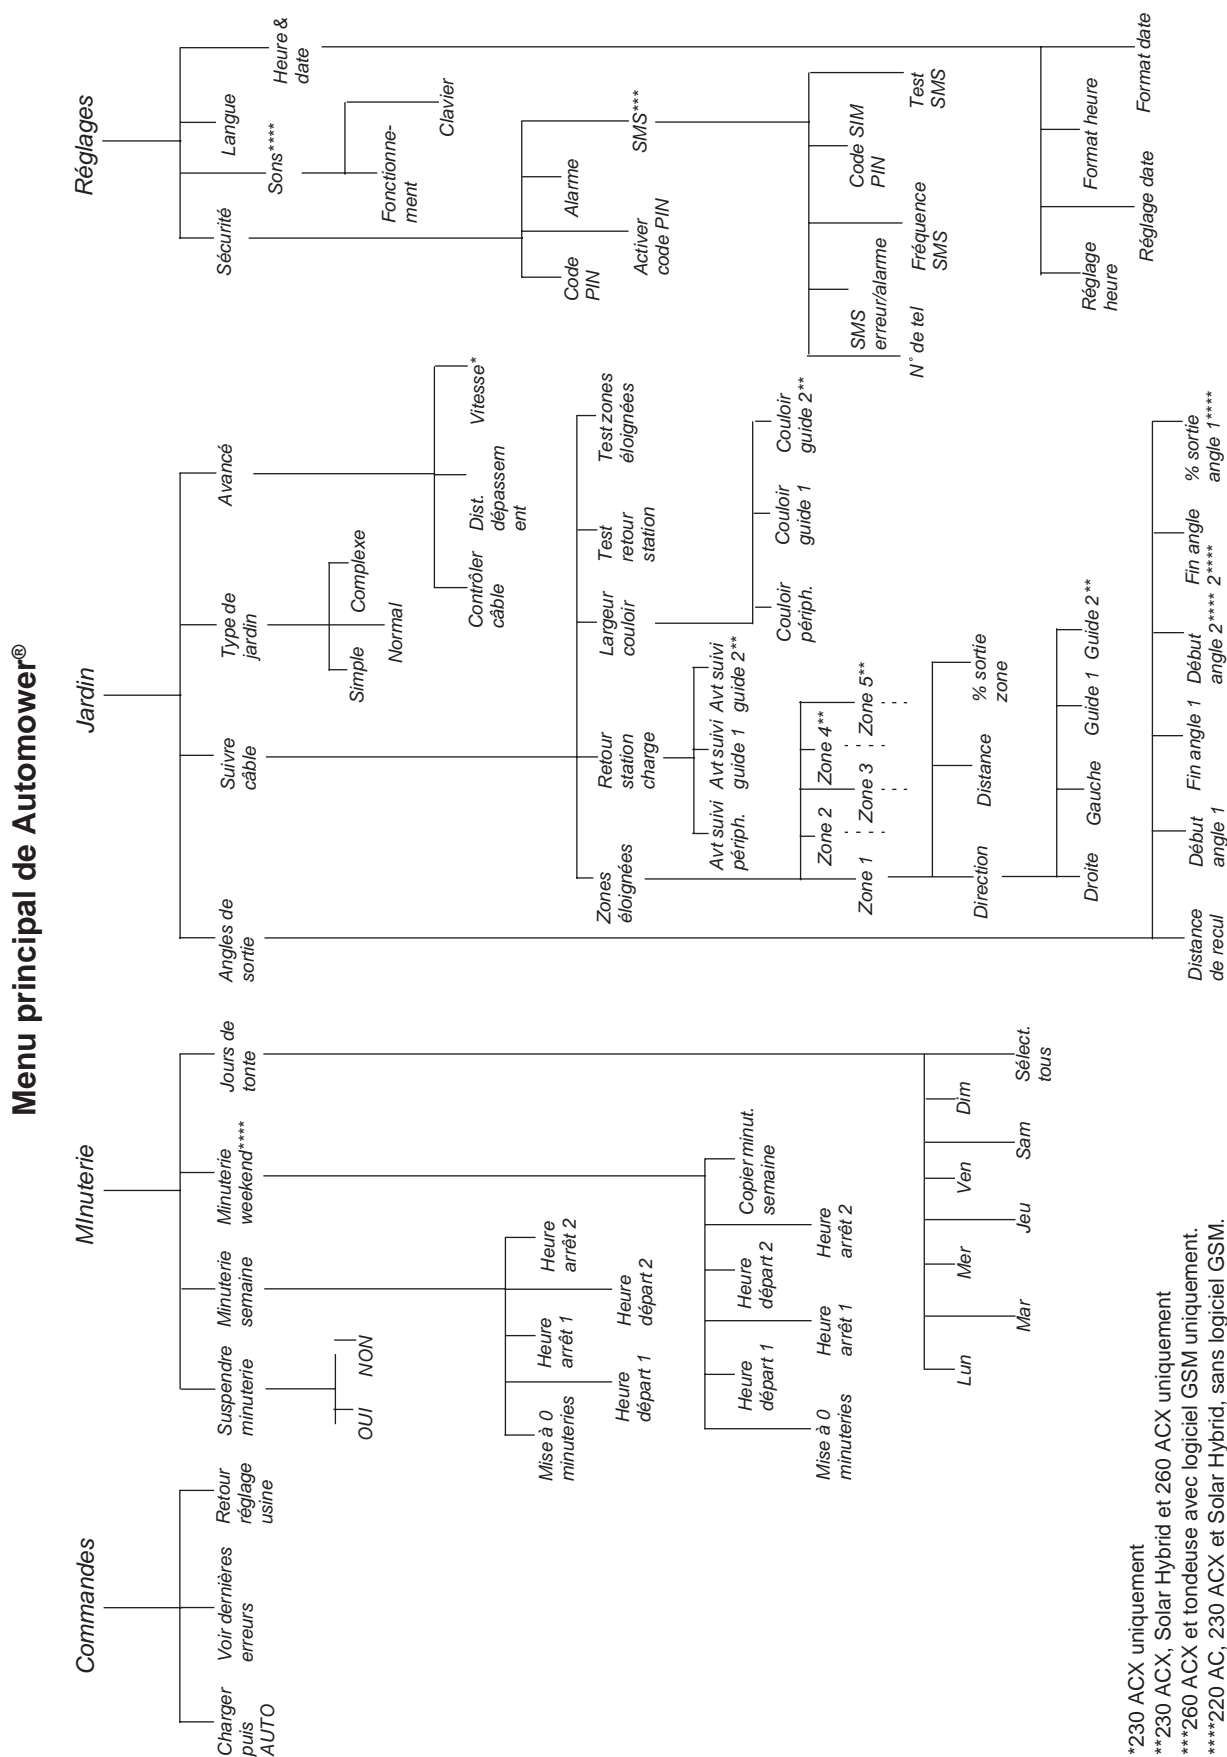 Menu principal de Automower®
Commandes
Charger
puis
AUTO
Voir dernières
erreurs
Retour
réglage
usine
MInuterie
Suspendre
minuterie
OUI
NON
Minuterie
semaine
Mise à 0
minuteries
Heure
départ 1
Heure
arrêt 1
Heure
départ 2
Heure
arrêt 2
Minuterie
weekend****
Mise à 0
minuteries
Heure
départ 1
Heure
arrêt 1
Heure
départ 2
Heure
arrêt 2
Copier minut.
semaine
Jours de
tonte
Lun
Mar
Mer
Jeu
Ven
Sam
Dim
Sélect.
tous
Jardin
Angles de
sortie
Distance
de recul
Début
angle 1
Fin angle 1
Début
angle 2****
Fin angle
2****
% sortie
angle 1****
Suivre
câble
Zones
éloignées
Zone 1
Zone 2
Zone 3
Zone 4**
Zone 5**
Direction
Distance
% sortie
zone
Droite
Gauche
Guide 1
Guide 2**
Retour
station
charge
Avt suivi
périph.
Avt suivi
guide 1
Avt suivi
guide 2**
Largeur
couloir
Couloir
périph.
Couloir
guide 1
Couloir
guide 2**
Test
retour
station
Test zones
éloignées
Type de
jardin
Simple
Normal
Complexe
Avancé
Contrôler
câble
Dist.
dépassem
ent
Vitesse*
Réglages
Sécurité
Code
PIN
Activer
code PIN
Alarme
SMS***
N° de tel
SMS
erreur/alarme
Fréquence
SMS
Code SIM
PIN
Test
SMS
Sons****
Fonctionne-
ment
Clavier
Langue
Heure &
date
Réglage
heure
Réglage date
Format heure
Format date
*230 ACX uniquement
**230 ACX, Solar Hybrid et 260 ACX uniquement
***260 ACX et tondeuse avec logiciel GSM uniquement.
****220 AC, 230 ACX et Solar Hybrid, sans logiciel GSM.